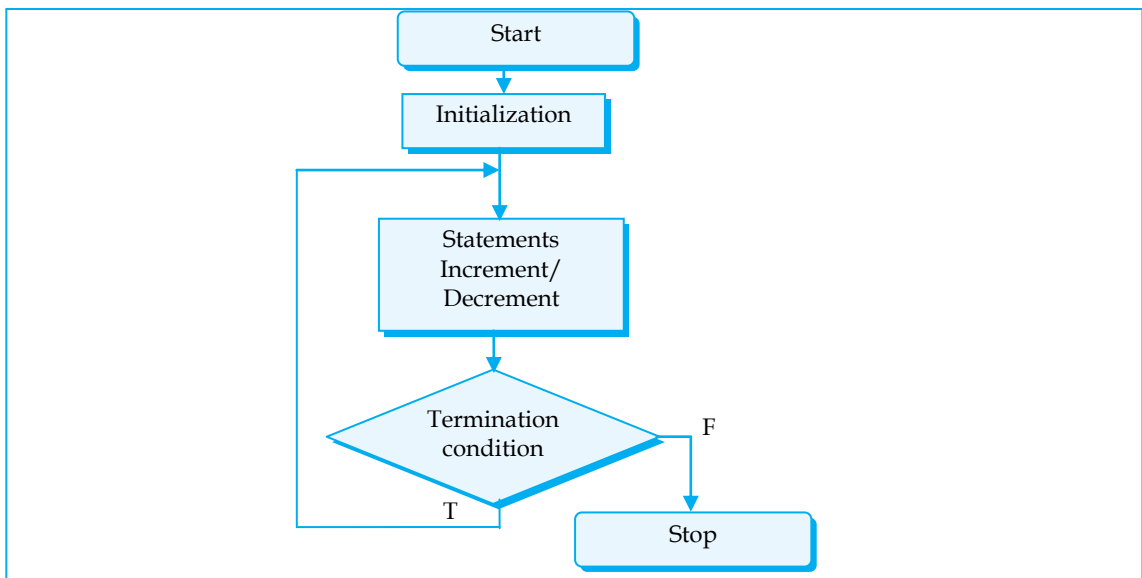 Start
Initialization
Statements
Increment/
Decrement
Termination
condition
F
T
Stop